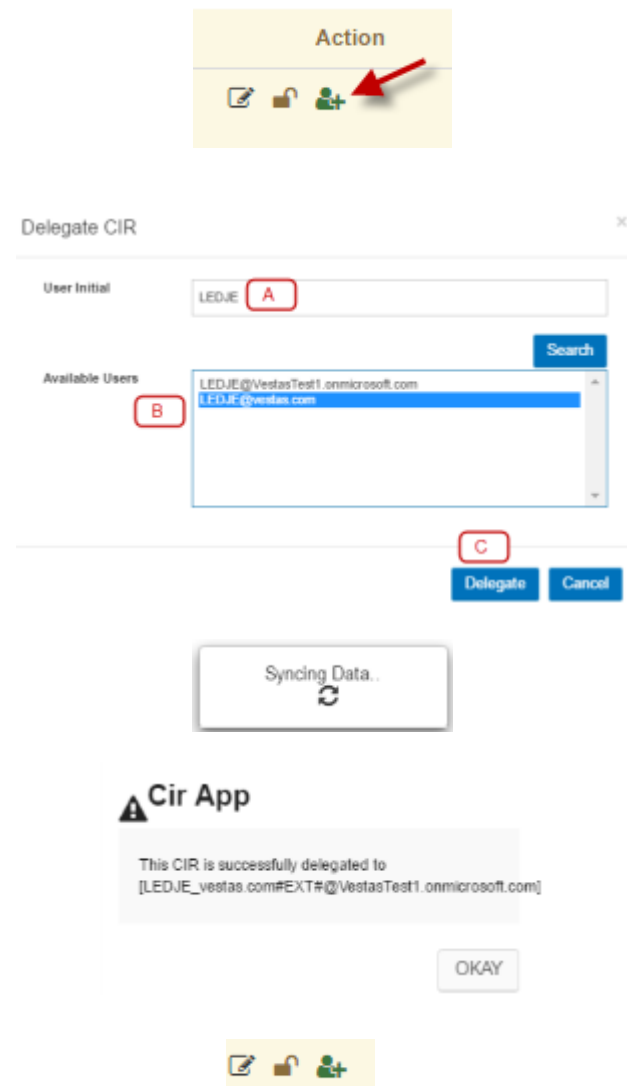 Action
Delegate CIR
×
User Initial
LEDJE
A
Search
Available Users
LEDJE@VestasTest1.onmicrosoft.com
LEDJE@vestas.com
B
C
Delegate
Cancel
Syncing Data..
Cir App
This CIR is successfully delegated to
[LEDJE_vestas.com#EXT#@VestasTest1.onmicrosoft.com]
OKAY